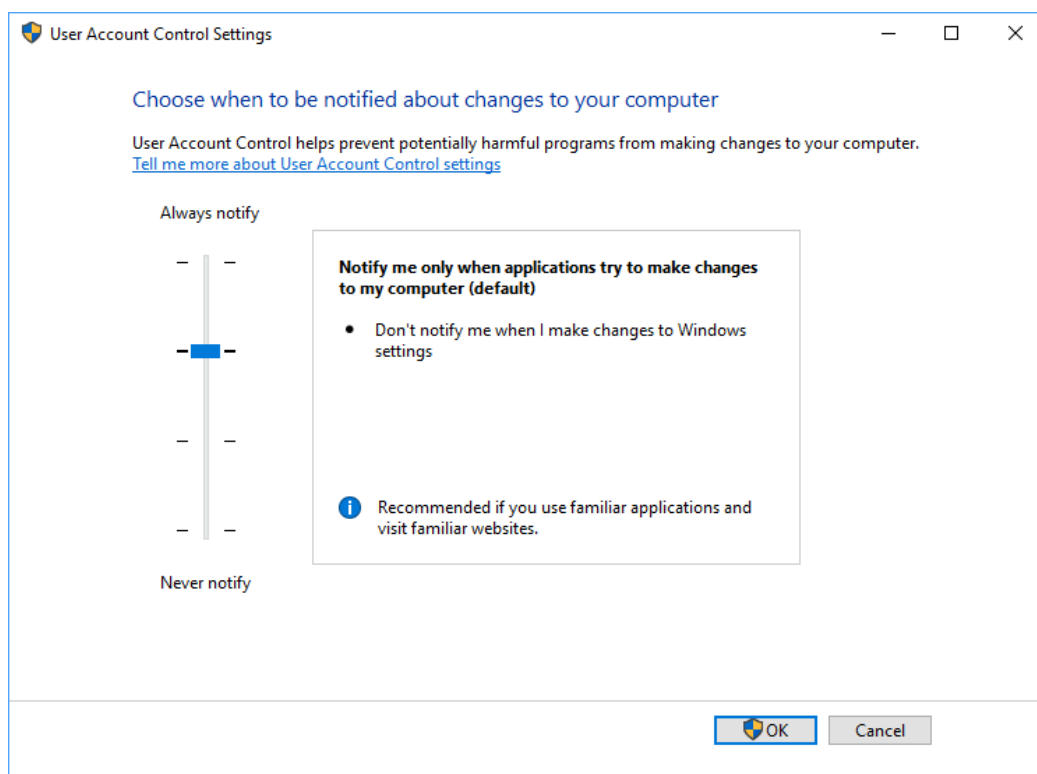 User Account Control Settings
Choose when to be notified about changes to your computer
User Account Control helps prevent potentially harmful programs from making changes to your computer.
Tell me more about User Account Control settings
Always notify
Notify me only when applications try to make changes
to my computer (default)
• Don't notify me when I make changes to Windows
settings
Recommended if you use familiar applications and
visit familiar websites.
Never notify
OK
Cancel